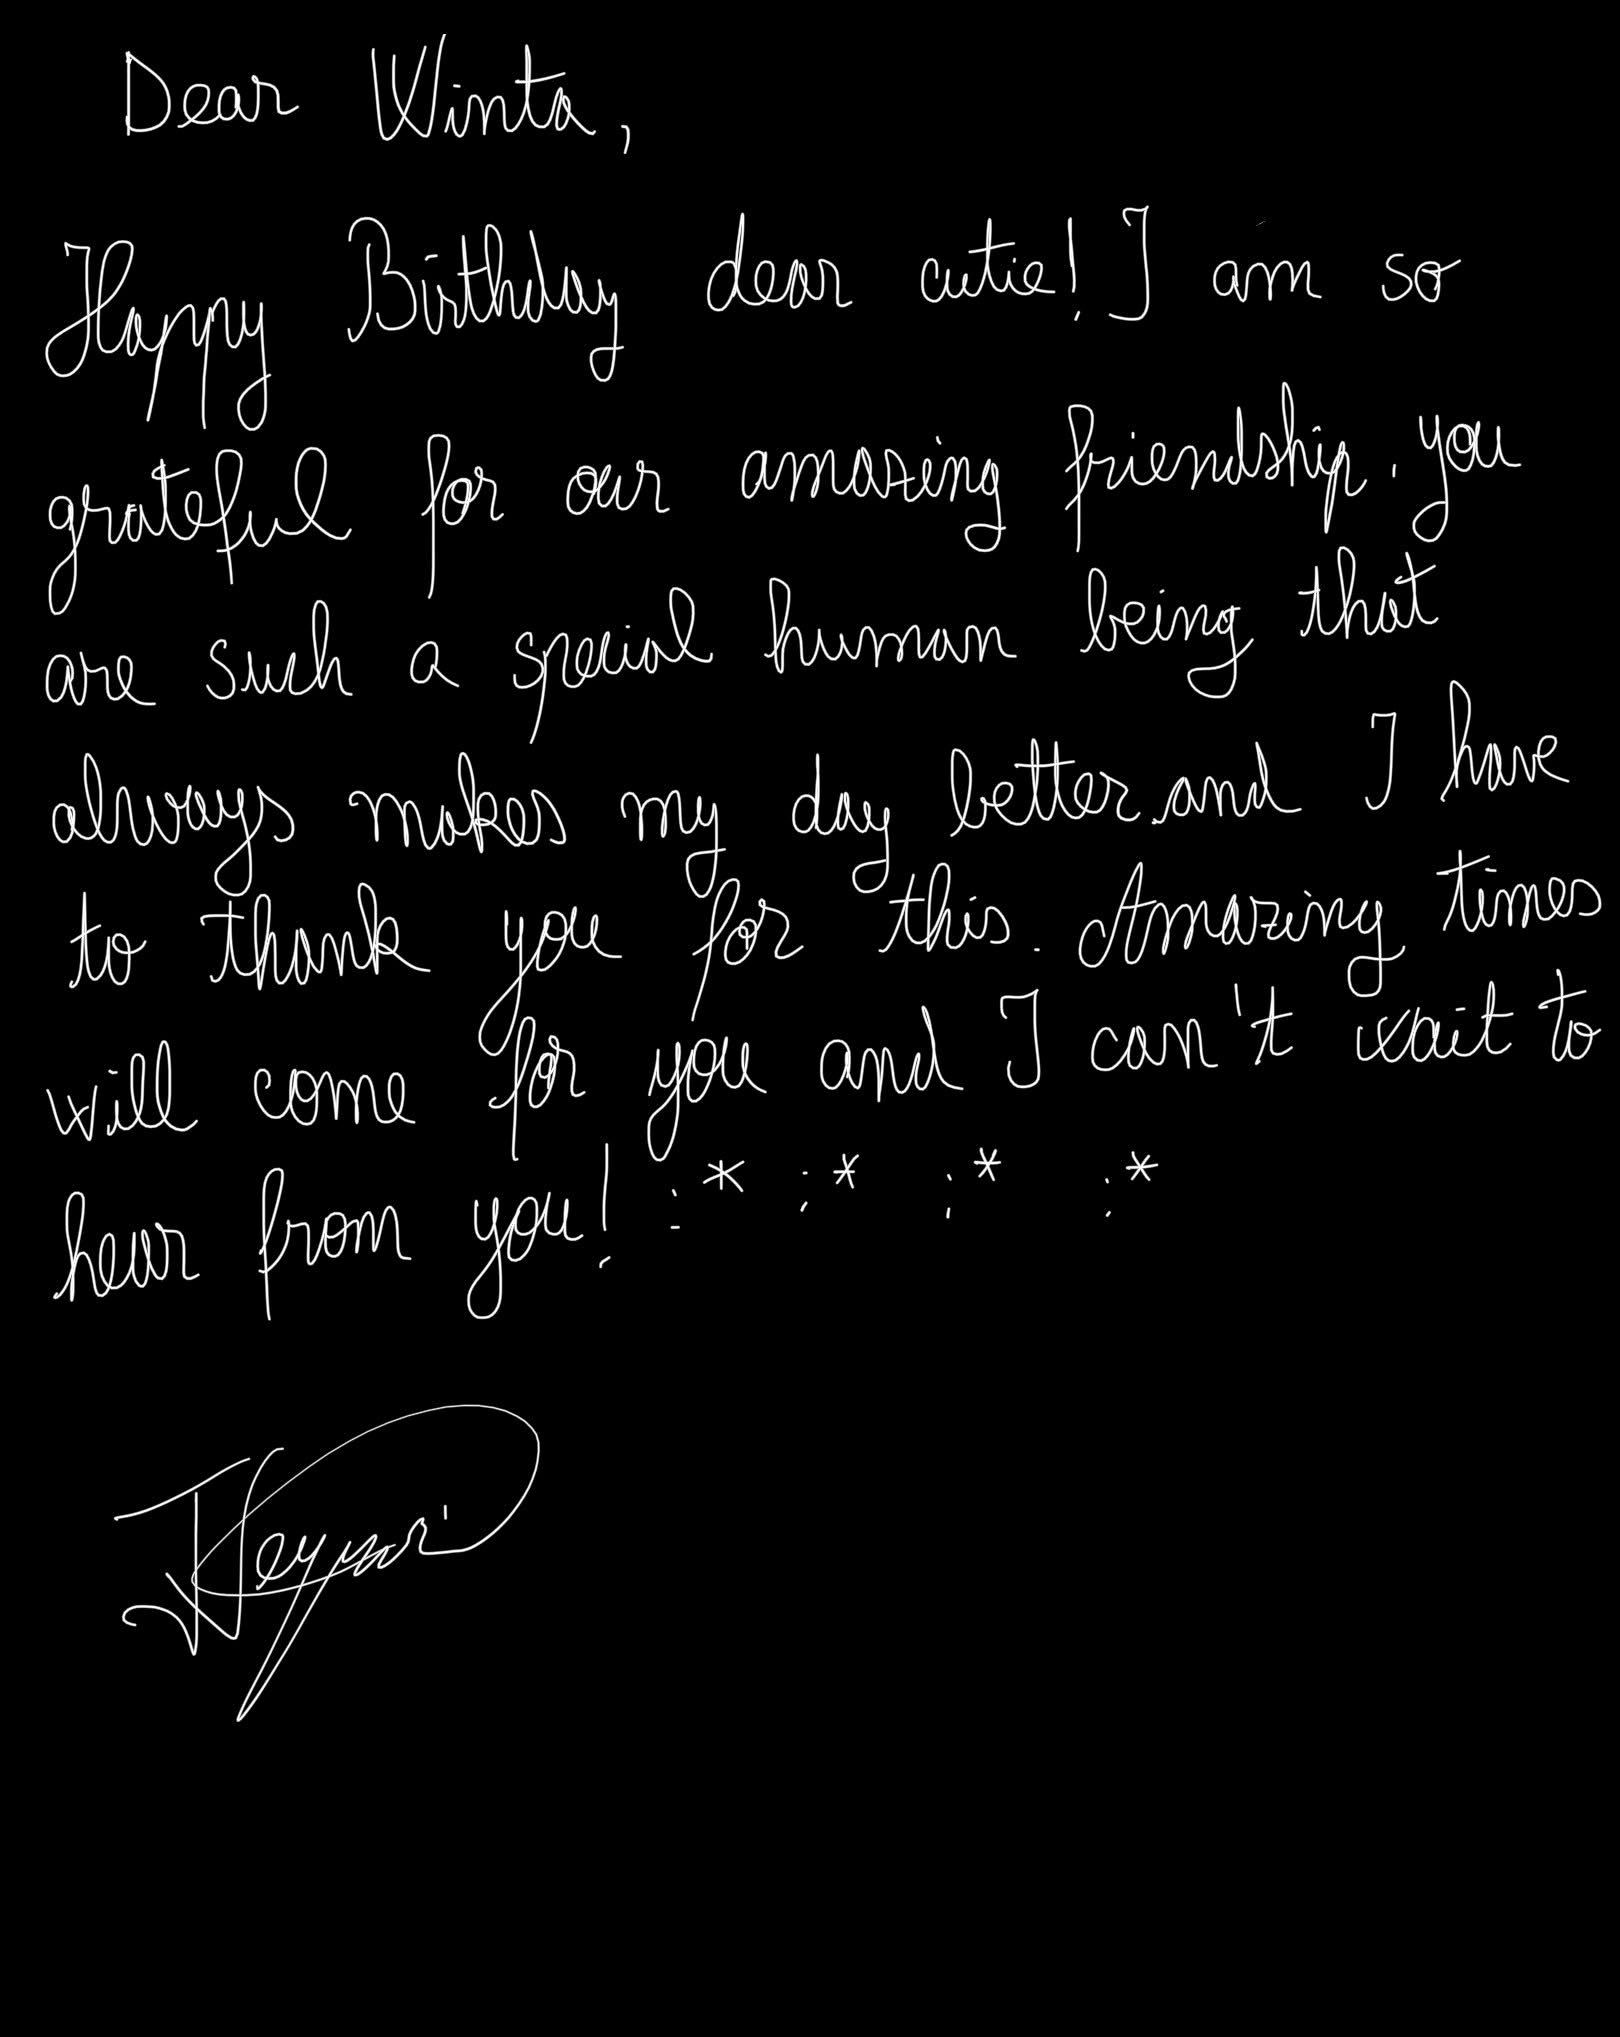 Dear Winta,
Happy Birthday dear cutie! I am so
grateful for our amazing friendship. you
are such a special human being that
always makes my day better and I have
to thank you for this. Amazing times
will come for you and I can't wait to
hear from you! :* :* :* :*